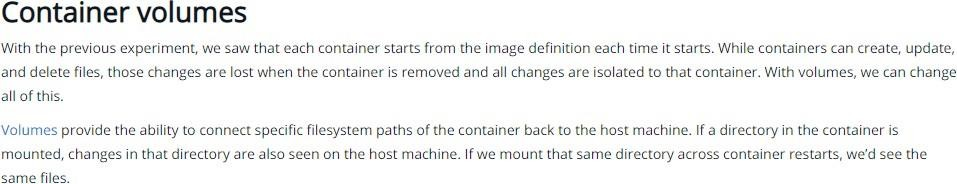 Container volumes
With the previous experiment, we saw that each container starts from the image definition each time it starts. While containers can create, update,
and delete files, those changes are lost when the container is removed and all changes are isolated to that container. With volumes, we can change
all of this.
Volumes provide the ability to connect specific filesystem paths of the container back to the host machine. If a directory in the container is
mounted, changes in that directory are also seen on the host machine. If we mount that same directory across container restarts, we’d see the
same files.